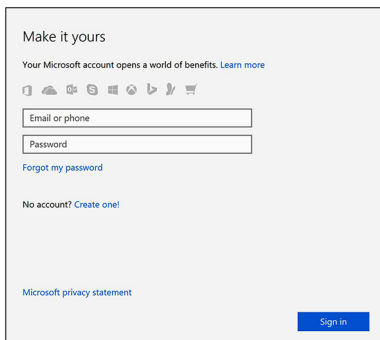 Make it yours
Your Microsoft account opens a world of benefits. Learn more
Email or phone
Password
Forgot my password
No account? Create one!
Microsoft privacy statement
Sign in